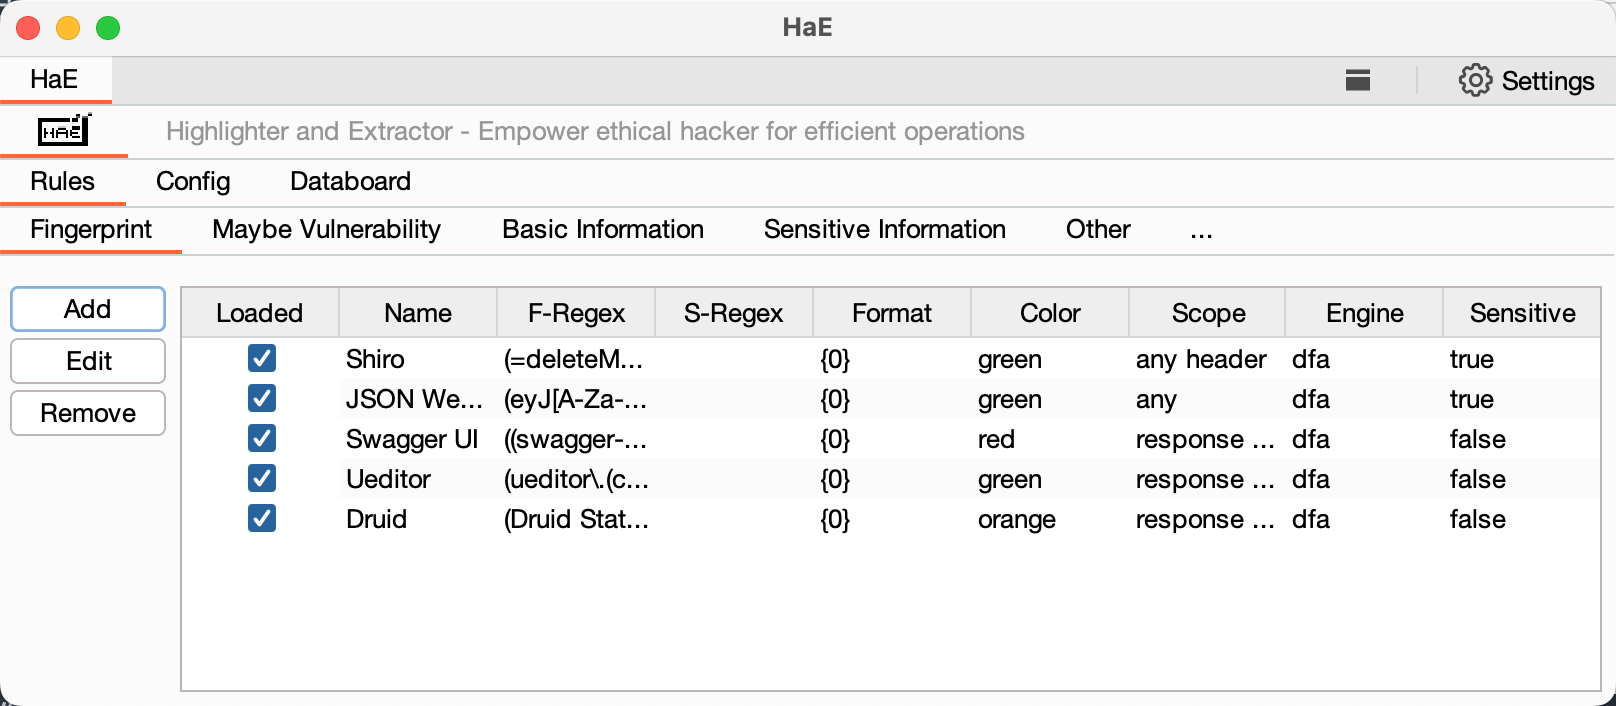 HaE
HaE Settings
HAE Highlighter and Extractor - Empower ethical hacker for efficient operations
Rules Config Databoard
Fingerprint Maybe Vulnerability Basic Information Sensitive Information Other ...
Add
Edit
Remove
Loaded Name F-Regex S-Regex Format Color Scope Engine Sensitive
Shiro (=deleteM... {0} green any header dfa true
JSON We... (eyJ[A-Za-... {0} green any dfa true
Swagger UI ((swagger-... {0} red response ... dfa false
Ueditor (ueditor\.(c... {0} green response ... dfa false
Druid (Druid Stat... {0} orange response ... dfa false